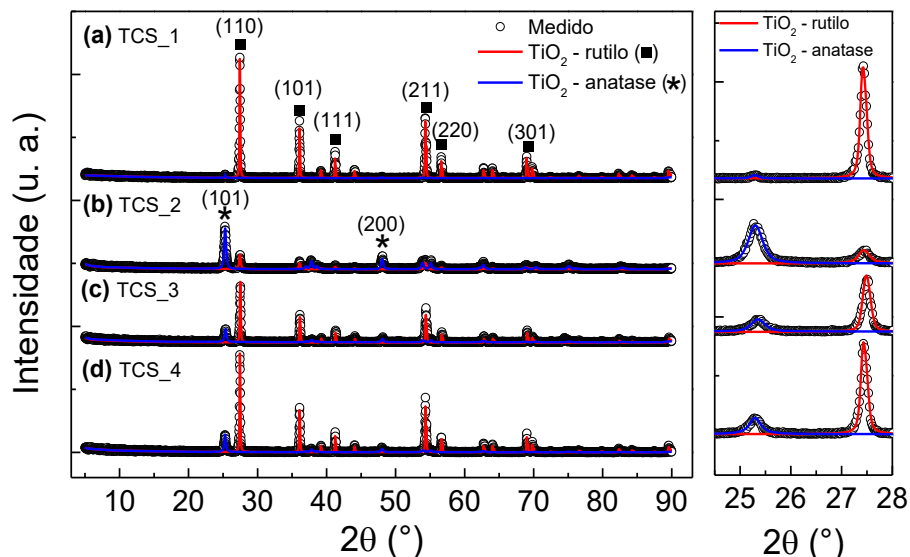 (a) TCS_1
(110)
(101)
(111)
(211)
(220)
(301)
Medido
TiO₂ - rutilo (■)
TiO₂ - anatase (*)
(b) TCS_2
(101)
*
(200)
*
(c) TCS_3
(d) TCS_4
Intensidade (u. a.)
10 20 30 40 50 60 70 80 90
2θ (°)
TiO₂ - rutilo
TiO₂ - anatase
25 26 27 28
2θ (°)